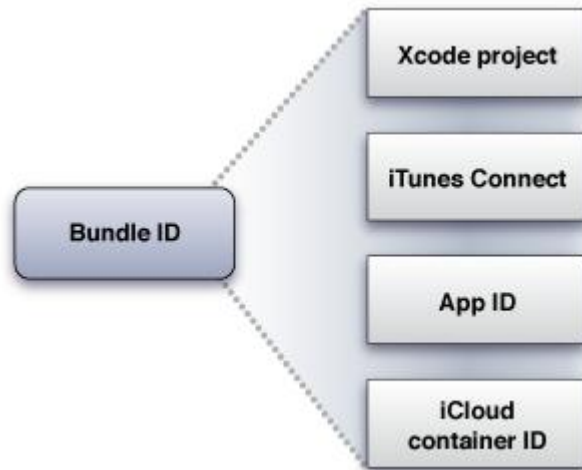 Xcode project
iTunes Connect
Bundle ID
App ID
iCloud
container ID